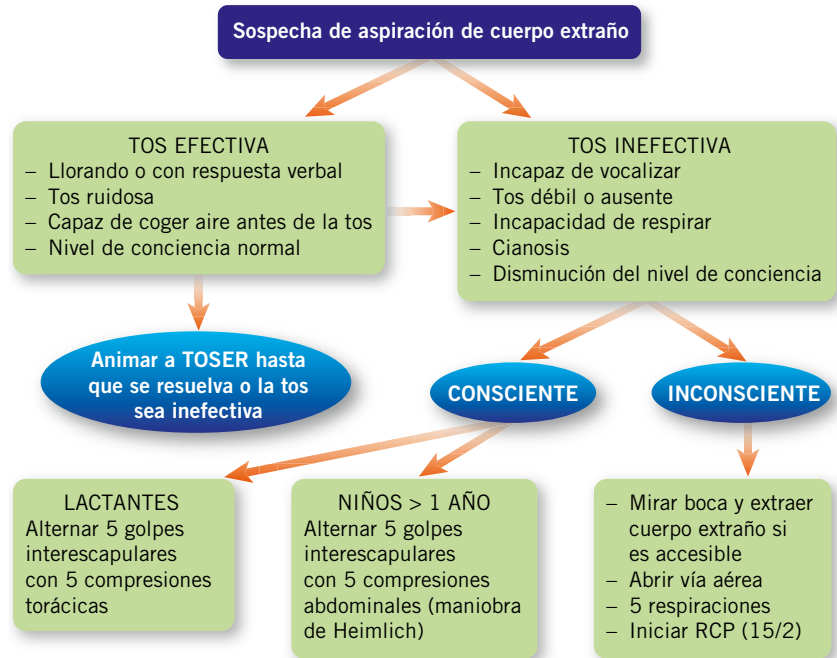 Sospecha de aspiración de cuerpo extraño
TOS EFECTIVA
– Llorando o con respuesta verbal
– Tos ruidosa
– Capaz de coger aire antes de la tos
– Nivel de conciencia normal
TOS INEFECTIVA
– Incapaz de vocalizar
– Tos débil o ausente
– Incapacidad de respirar
– Cianosis
– Disminución del nivel de conciencia
Animar a TOSER hasta
que se resuelva o la tos
sea inefectiva
CONSCIENTE
INCONSCIENTE
LACTANTES
Alternar 5 golpes
interescapulares
con 5 compresiones
torácicas
NIÑOS > 1 AÑO
Alternar 5 golpes
interescapulares
con 5 compresiones
abdominales (maniobra
de Heimlich)
– Mirar boca y extraer
cuerpo extraño si
es accesible
– Abrir vía aérea
– 5 respiraciones
– Iniciar RCP (15/2)